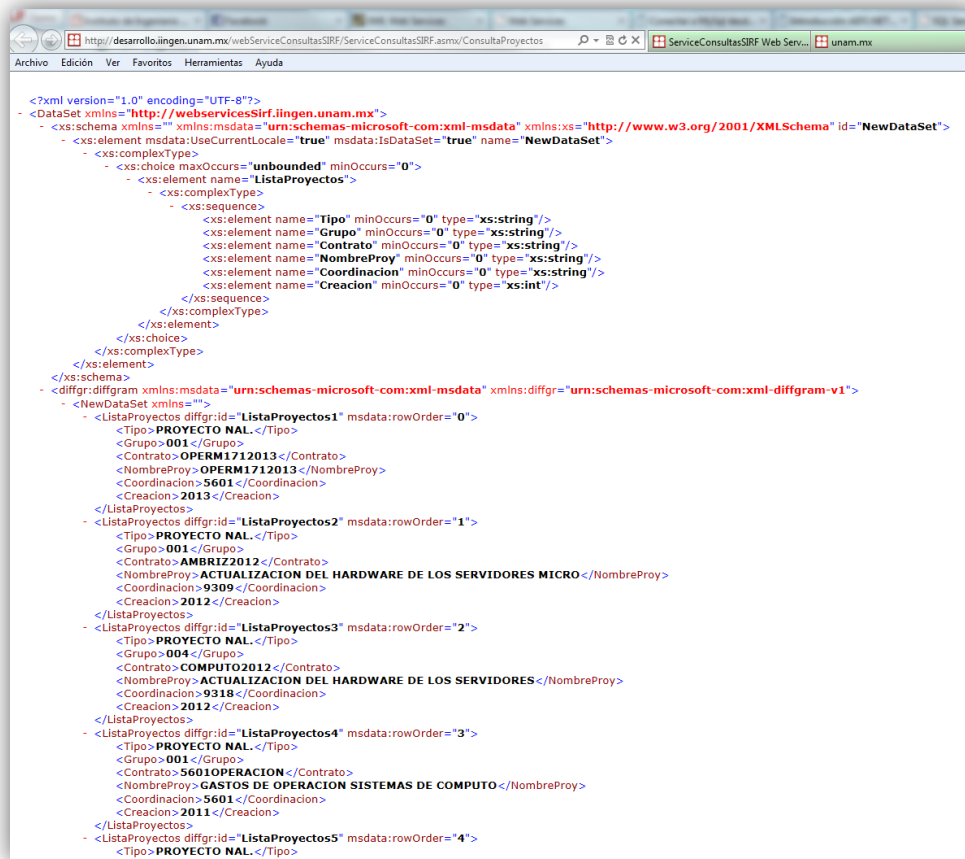 http://desarrollo.iingen.unam.mx/webServiceConsultasSIRF/ServiceConsultasSIRF.asmx/ConsultaProyectos
ServiceConsultasSIRF Web Serv...
unam.mx
Archivo Edición Ver Favoritos Herramientas Ayuda
<?xml version="1.0" encoding="UTF-8"?>
- <DataSet xmlns="http://webservicesSirf.iingen.unam.mx">
- <xs:schema xmlns="" xmlns:msdata="urn:schemas-microsoft-com:xml-msdata" xmlns:xs="http://www.w3.org/2001/XMLSchema" id="NewDataSet">
- <xs:element msdata:UseCurrentLocale="true" msdata:IsDataSet="true" name="NewDataSet">
- <xs:complexType>
- <xs:choice maxOccurs="unbounded" minOccurs="0">
- <xs:element name="ListaProyectos">
- <xs:complexType>
- <xs:sequence>
<xs:element name="Tipo" minOccurs="0" type="xs:string"/>
<xs:element name="Grupo" minOccurs="0" type="xs:string"/>
<xs:element name="Contrato" minOccurs="0" type="xs:string"/>
<xs:element name="NombreProy" minOccurs="0" type="xs:string"/>
<xs:element name="Coordinacion" minOccurs="0" type="xs:string"/>
<xs:element name="Creacion" minOccurs="0" type="xs:int"/>
</xs:sequence>
</xs:complexType>
</xs:element>
</xs:choice>
</xs:complexType>
</xs:element>
</xs:schema>
- <diffgr:diffgram xmlns:msdata="urn:schemas-microsoft-com:xml-msdata" xmlns:diffgr="urn:schemas-microsoft-com:xml-diffgram-v1">
- <NewDataSet xmlns="">
- <ListaProyectos diffgr:id="ListaProyectos1" msdata:rowOrder="0">
<Tipo>PROYECTO NAL.</Tipo>
<Grupo>001</Grupo>
<Contrato>OPERM1712013</Contrato>
<NombreProy>OPERM1712013</NombreProy>
<Coordinacion>5601</Coordinacion>
<Creacion>2013</Creacion>
</ListaProyectos>
- <ListaProyectos diffgr:id="ListaProyectos2" msdata:rowOrder="1">
<Tipo>PROYECTO NAL.</Tipo>
<Grupo>001</Grupo>
<Contrato>AMBRIZ2012</Contrato>
<NombreProy>ACTUALIZACION DEL HARDWARE DE LOS SERVIDORES MICRO</NombreProy>
<Coordinacion>9309</Coordinacion>
<Creacion>2012</Creacion>
</ListaProyectos>
- <ListaProyectos diffgr:id="ListaProyectos3" msdata:rowOrder="2">
<Tipo>PROYECTO NAL.</Tipo>
<Grupo>004</Grupo>
<Contrato>COMPUTO2012</Contrato>
<NombreProy>ACTUALIZACION DEL HARDWARE DE LOS SERVIDORES</NombreProy>
<Coordinacion>9318</Coordinacion>
<Creacion>2012</Creacion>
</ListaProyectos>
- <ListaProyectos diffgr:id="ListaProyectos4" msdata:rowOrder="3">
<Tipo>PROYECTO NAL.</Tipo>
<Grupo>001</Grupo>
<Contrato>5601OPERACION</Contrato>
<NombreProy>GASTOS DE OPERACION SISTEMAS DE COMPUTO</NombreProy>
<Coordinacion>5601</Coordinacion>
<Creacion>2011</Creacion>
</ListaProyectos>
- <ListaProyectos diffgr:id="ListaProyectos5" msdata:rowOrder="4">
<Tipo>PROYECTO NAL.</Tipo>